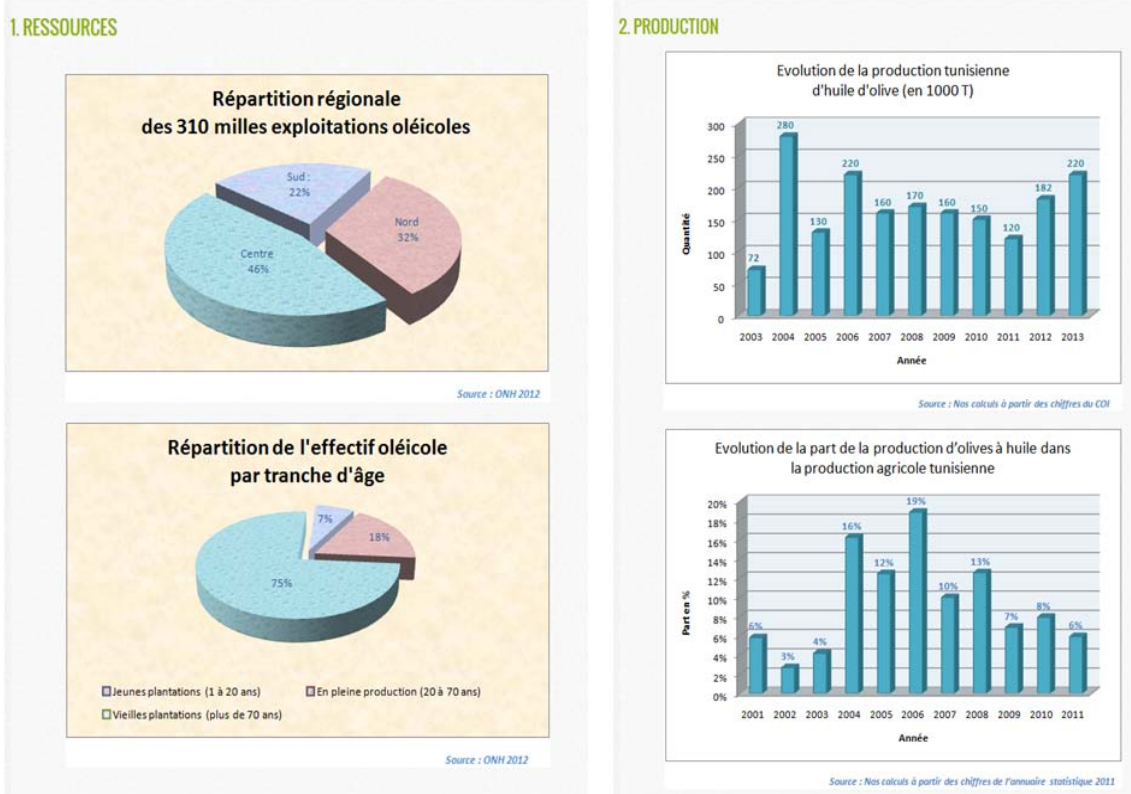 1. RESSOURCES
Répartition régionale
des 310 milles exploitations oléicoles
Sud :
22%
Nord
32%
Centre
46%
Source : ONH 2012
Répartition de l'effectif oléicole
par tranche d'âge
7%
18%
75%
Jeunes plantations (1 à 20 ans)
En pleine production (20 à 70 ans)
Vieilles plantations (plus de 70 ans)
Source : ONH 2012
2. PRODUCTION
Evolution de la production tunisienne
d'huile d'olive (en 1000 T)
Quantité
300
250
200
150
100
50
0
72
280
130
220
160
170
160
150
120
182
220
2003 2004 2005 2006 2007 2008 2009 2010 2011 2012 2013
Année
Source : Nos calculs à partir des chiffres du COI
Evolution de la part de la production d’olives à huile dans
la production agricole tunisienne
Part en %
20%
18%
16%
14%
12%
10%
8%
6%
4%
2%
0%
6%
3%
4%
16%
12%
19%
10%
13%
7%
8%
6%
2001 2002 2003 2004 2005 2006 2007 2008 2009 2010 2011
Année
Source : Nos calculs à partir des chiffres de l'annuaire statistique 2011